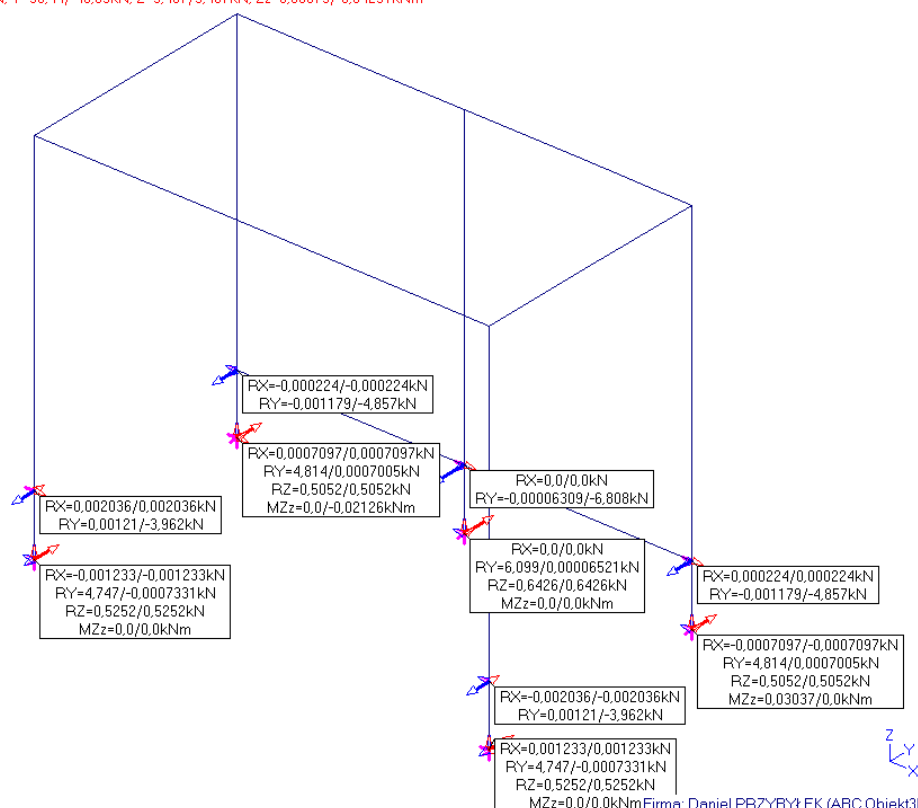 RX=-0,000224/-0,000224kN
RY=-0,001179/-4,857kN
RX=0,0007097/0,0007097kN
RY=4,814/0,0007005kN
RZ=0,5052/0,5052kN
MZz=0,0/-0,02126kNm
RX=0,0/0,0kN
RY=-0,00006309/-6,808kN
RX=0,002036/0,002036kN
RY=0,00121/-3,962kN
RX=0,0/0,0kN
RY=6,099/0,00006521kN
RZ=0,6426/0,6426kN
MZz=0,0/0,0kNm
RX=-0,001233/-0,001233kN
RY=4,747/-0,0007331kN
RZ=0,5252/0,5252kN
MZz=0,0/0,0kNm
RX=0,000224/0,000224kN
RY=-0,001179/-4,857kN
RX=-0,0007097/-0,0007097kN
RY=4,814/0,0007005kN
RZ=0,5052/0,5052kN
MZz=0,03037/0,0kNm
RX=-0,002036/-0,002036kN
RY=0,00121/-3,962kN
RX=0,001233/0,001233kN
RY=4,747/-0,0007331kN
RZ=0,5252/0,5252kN
MZz=0,0/0,0kNm
Z
Y
X
Firma: Daniel PRZYBYŁEK (ABC Obiekt3